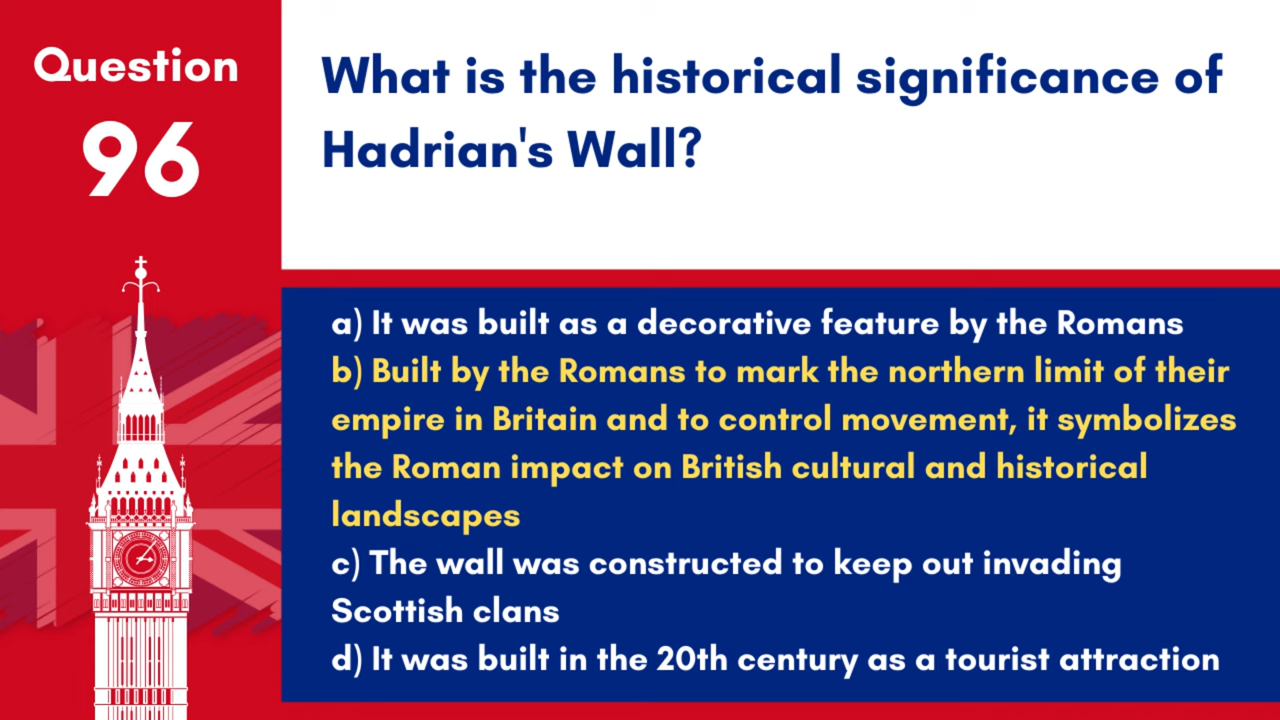 Question
96
What is the historical significance of
Hadrian's Wall?
a) It was built as a decorative feature by the Romans
b) Built by the Romans to mark the northern limit of their
empire in Britain and to control movement, it symbolizes
the Roman impact on British cultural and historical
landscapes
c) The wall was constructed to keep out invading
Scottish clans
d) It was built in the 20th century as a tourist attraction